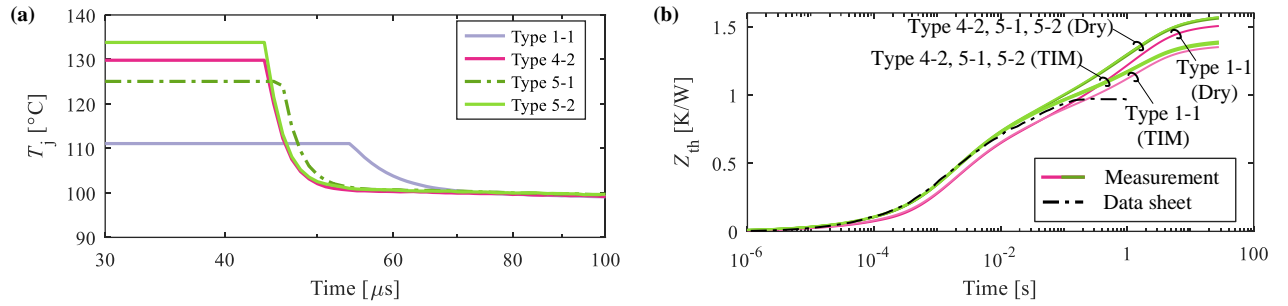 (a)
140
130
120
110
100
90
T_j [°C]
30
40
60
80
100
Time [μs]
Type 1-1
Type 4-2
Type 5-1
Type 5-2
(b)
1.5
1
0.5
0
Z_th [K/W]
10^-6
10^-4
10^-2
1
100
Time [s]
Type 4-2, 5-1, 5-2 (Dry)
Type 4-2, 5-1, 5-2 (TIM)
Type 1-1
(Dry)
Type 1-1
(TIM)
Measurement
Data sheet